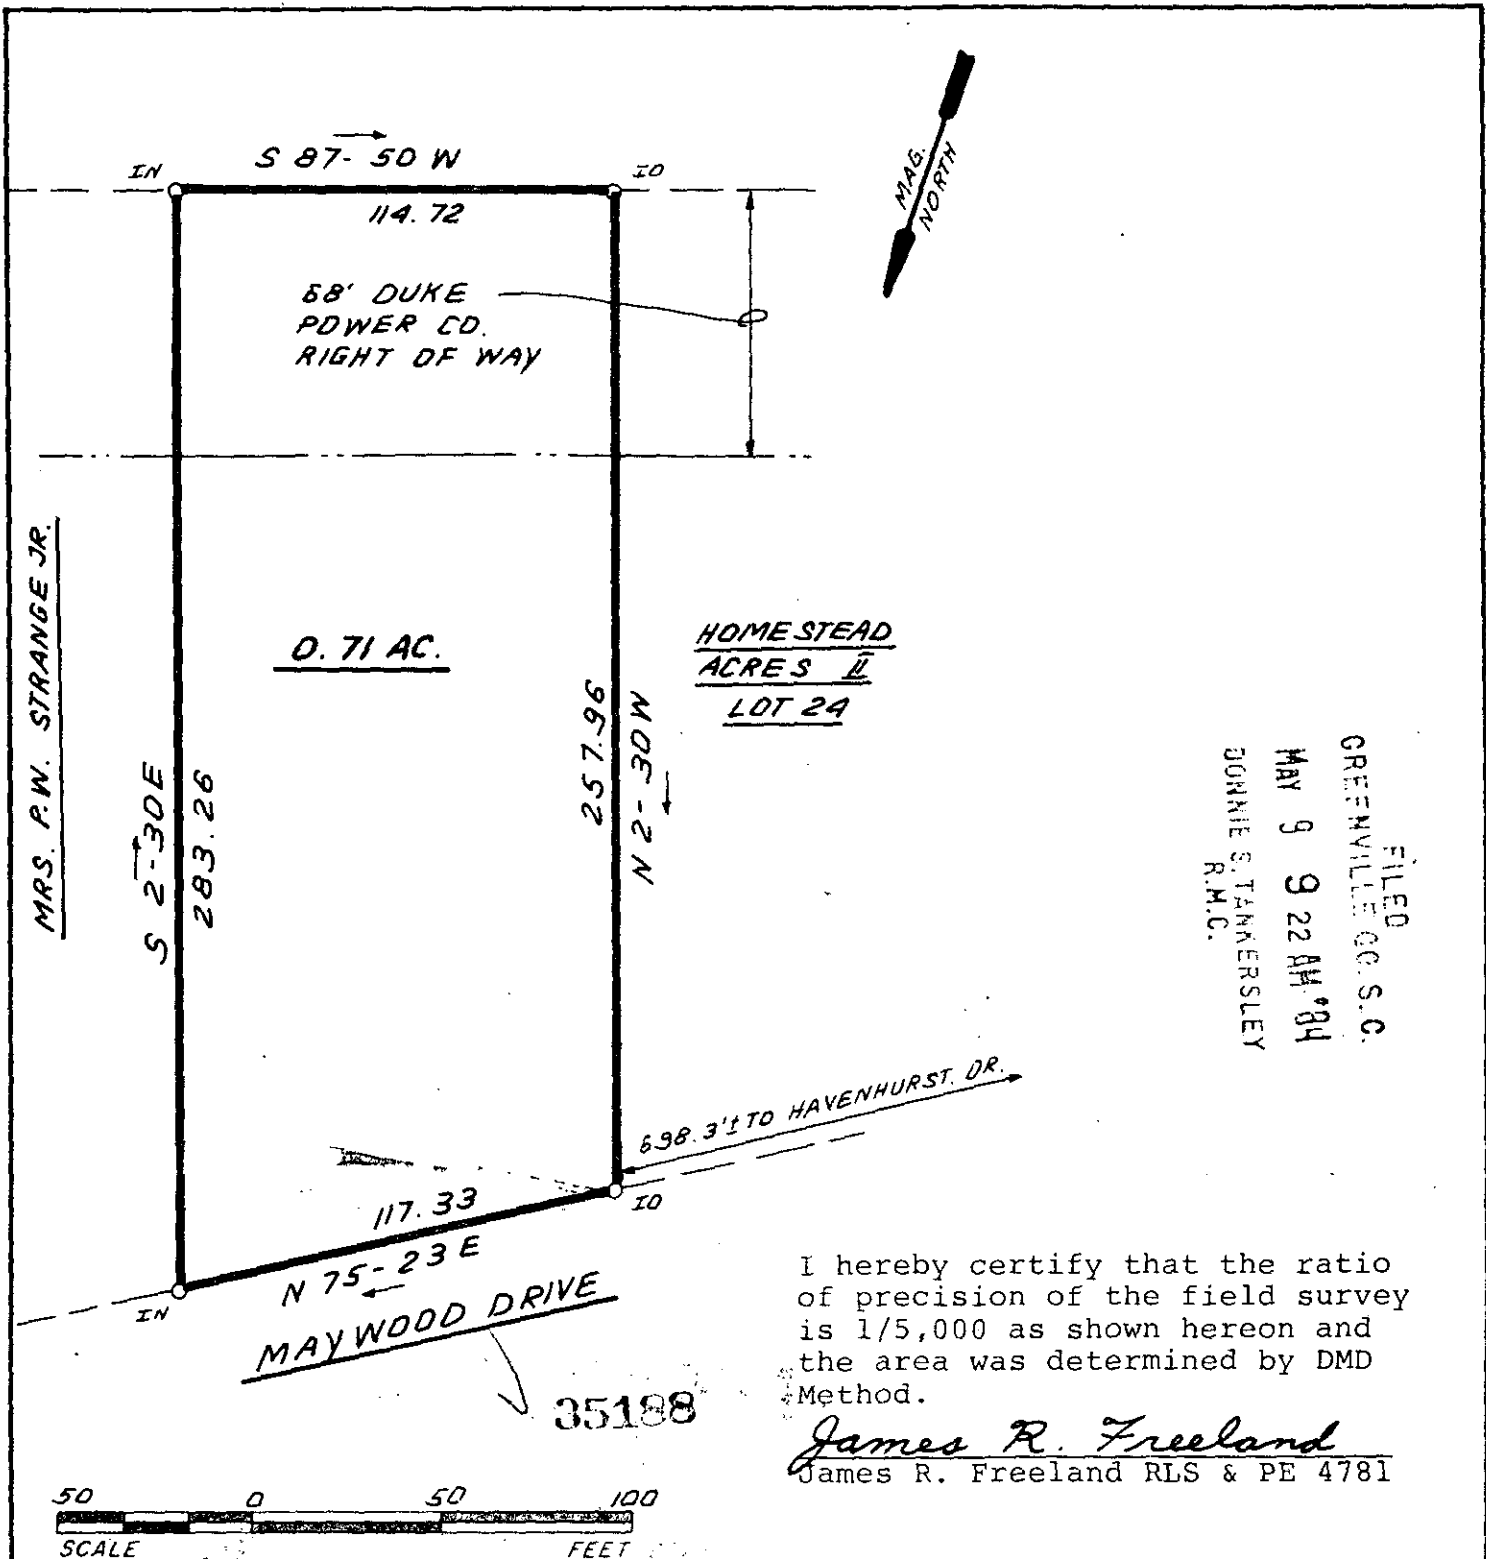 IN
S 87-50 W
IO
114.72
MAG.
NORTH
68' DUKE
POWER CO.
RIGHT OF WAY
MRS. P.W. STRANGE JR.
0.71 AC.
HOMESTEAD
ACRES II
LOT 24
S 2-30 E
283.26
257.96
N 2-30 W
FILED
GREENVILLE CO. S.C.
MAY 9 9 22 AM '84
DONNIE S. TANKERSLEY
R.M.C.
698.3'± TO HAVENHURST. DR.
117.33
N 75-23 E
IO
IN
MAYWOOD DRIVE
35188
I hereby certify that the ratio
of precision of the field survey
is 1/5,000 as shown hereon and
the area was determined by DMD
Method.
James R. Freeland
James R. Freeland RLS & PE 4781
50 0 50 100
SCALE FEET